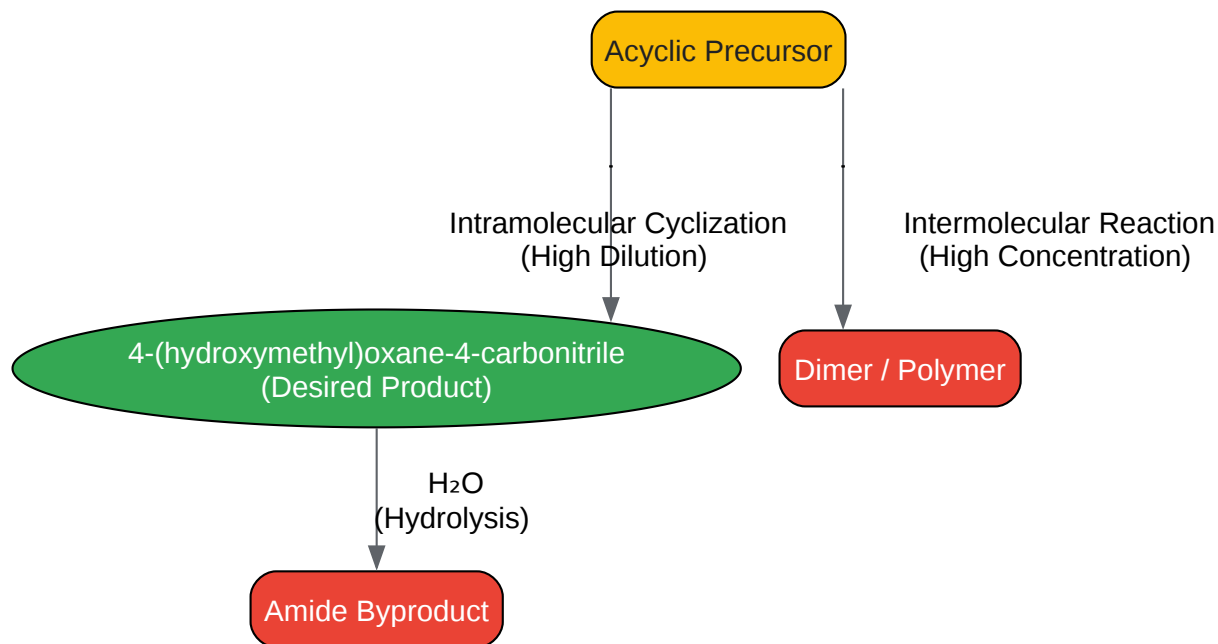 Acyclic Precursor
Intramolecular Cyclization
(High Dilution)
Intermolecular Reaction
(High Concentration)
4-(hydroxymethyl)oxane-4-carbonitrile
(Desired Product)
Dimer / Polymer
H₂O
(Hydrolysis)
Amide Byproduct